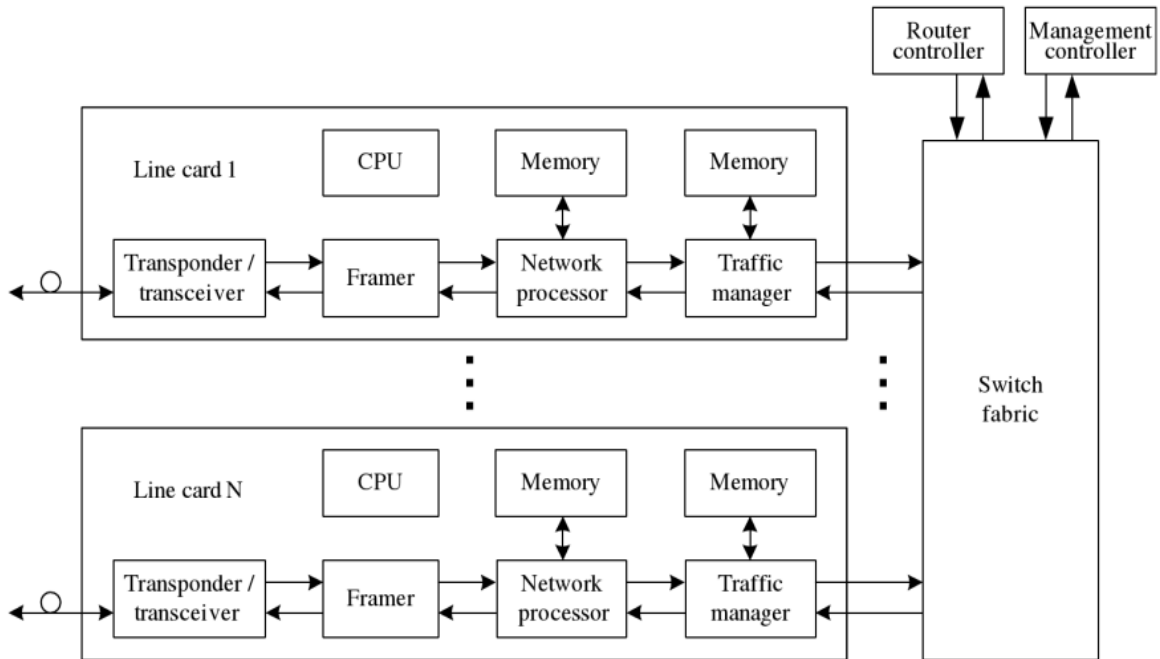 Router
controller
Management
controller
Line card 1
CPU
Memory
Memory
Transponder /
transceiver
Framer
Network
processor
Traffic
manager
Switch
fabric
Line card N
CPU
Memory
Memory
Transponder /
transceiver
Framer
Network
processor
Traffic
manager